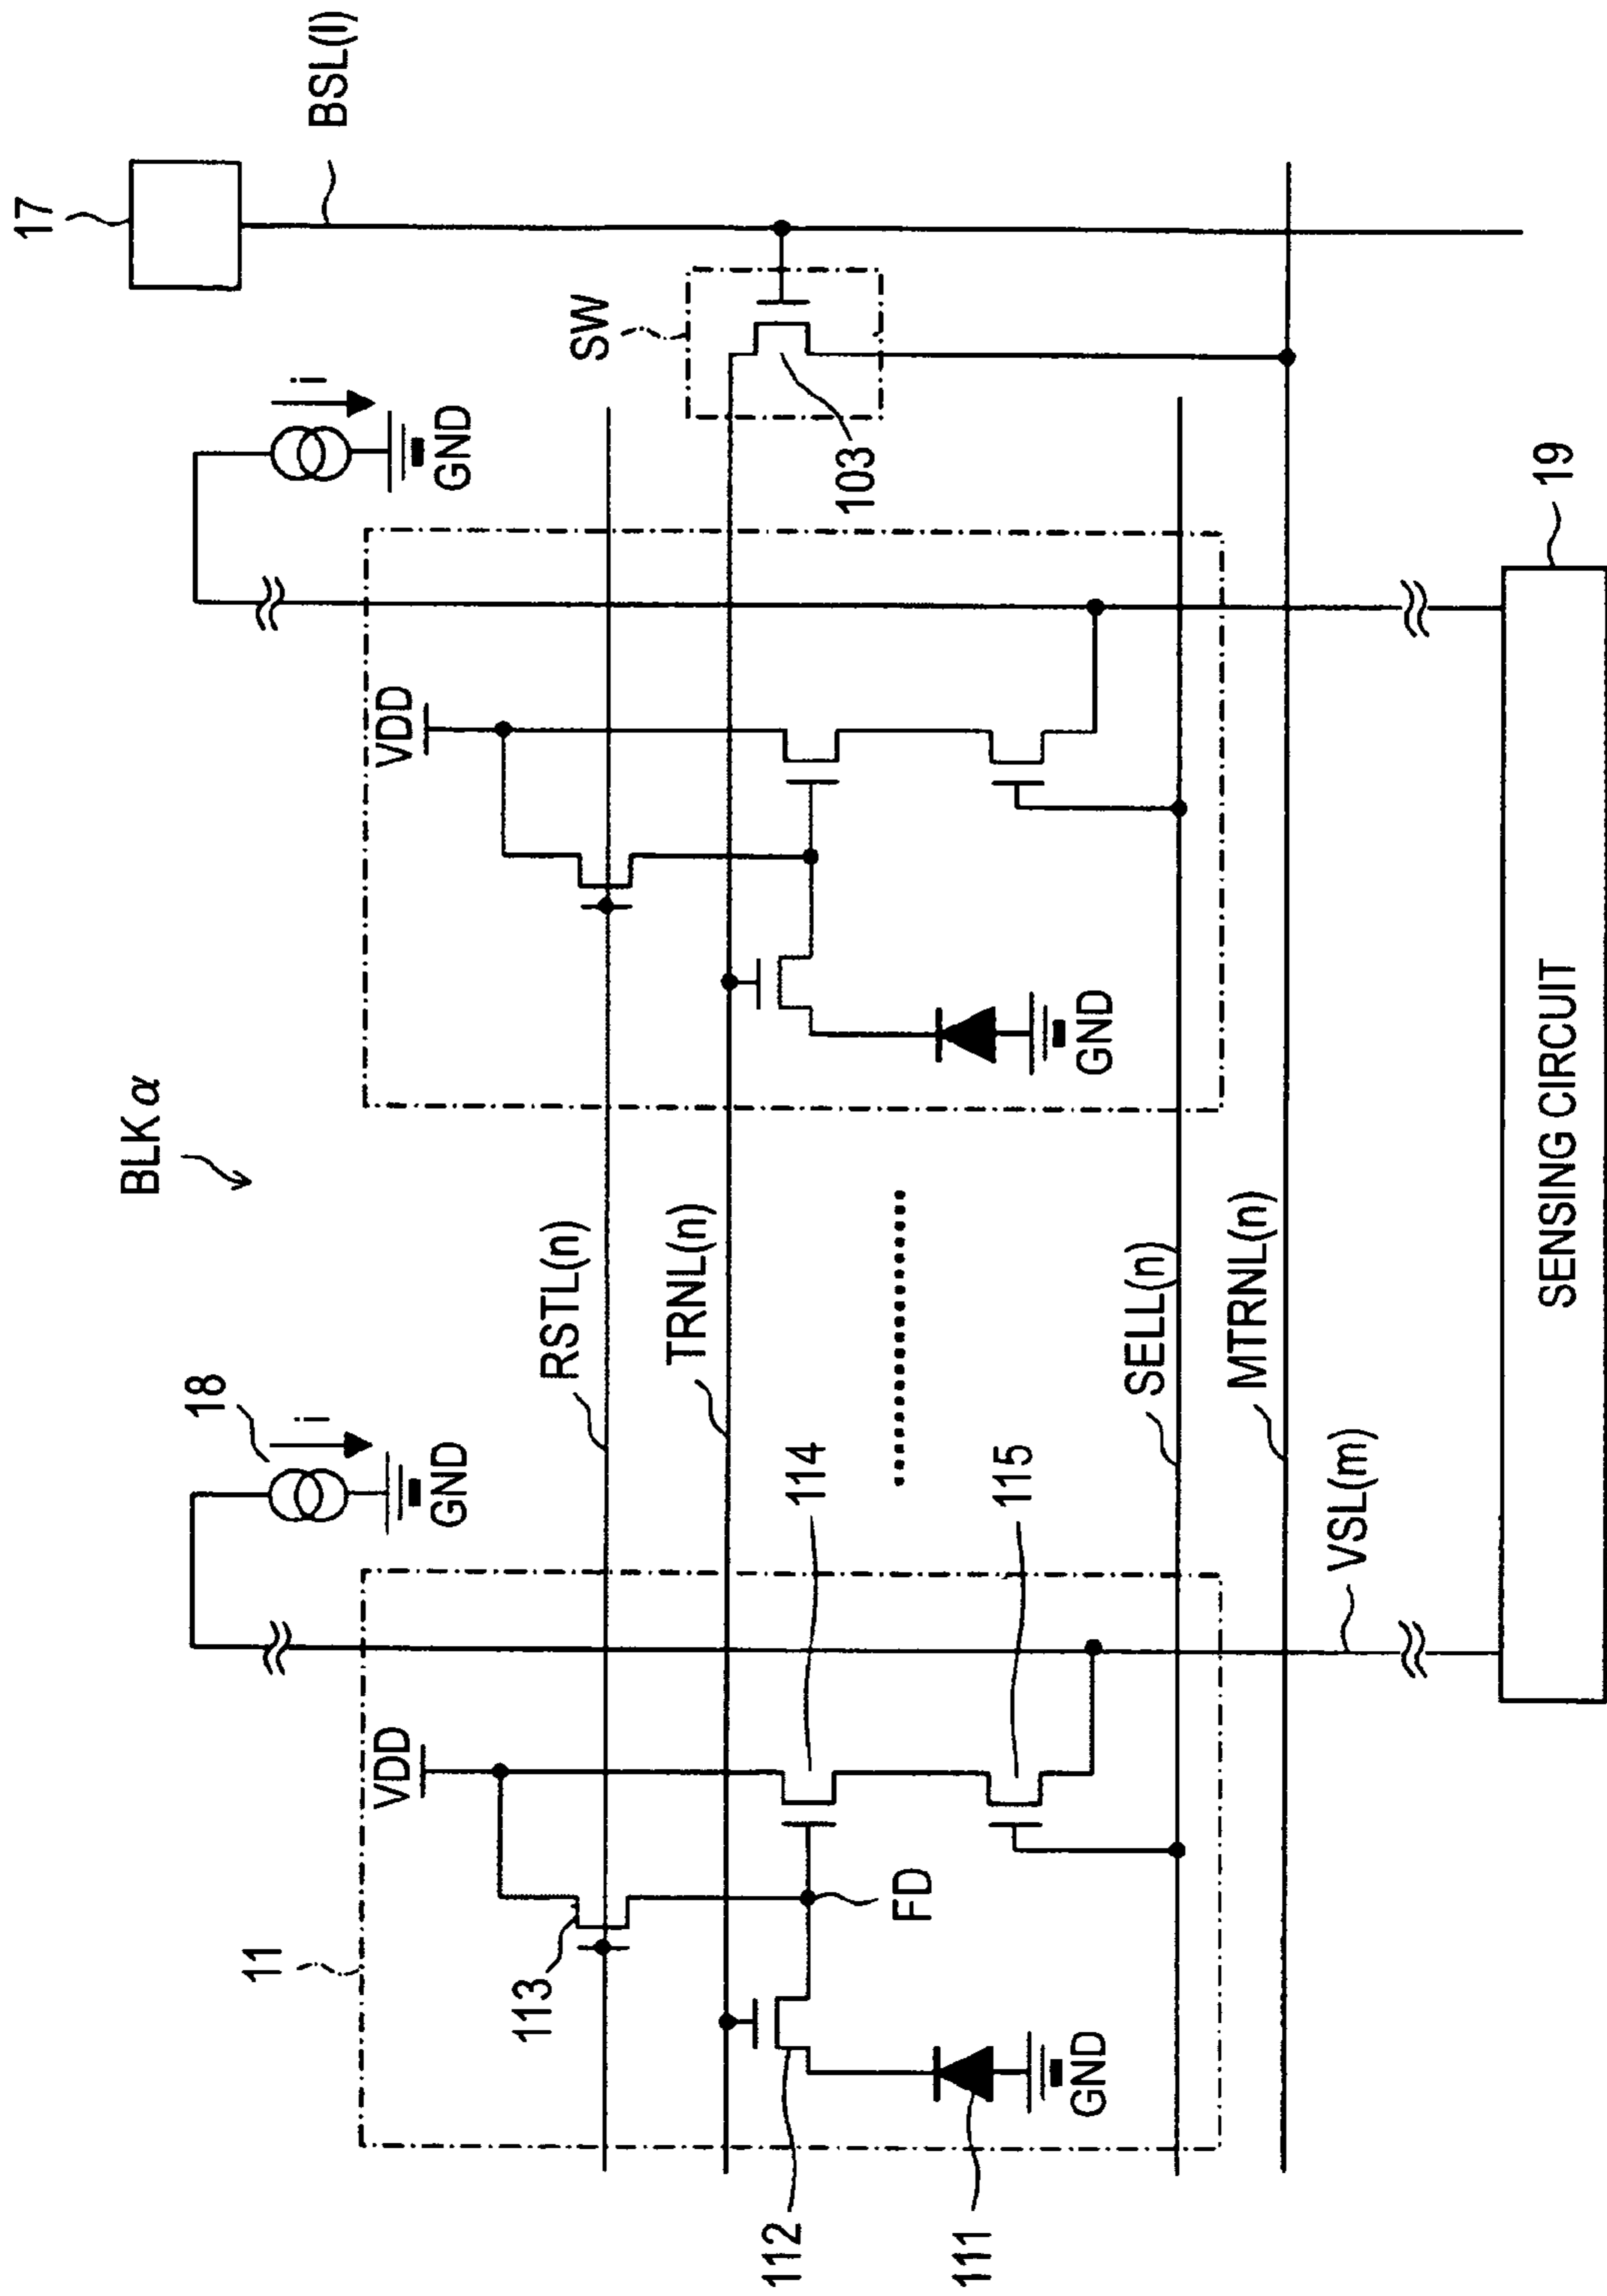 BLKα
17
BSL(l)
18
i
GND
i
GND
SW
103
11
VDD
VDD
RSTL(n)
TRNL(n)
113
114
112
FD
115
111
GND
GND
SELL(n)
MTRNL(n)
VSL(m)
19
SENSING CIRCUIT